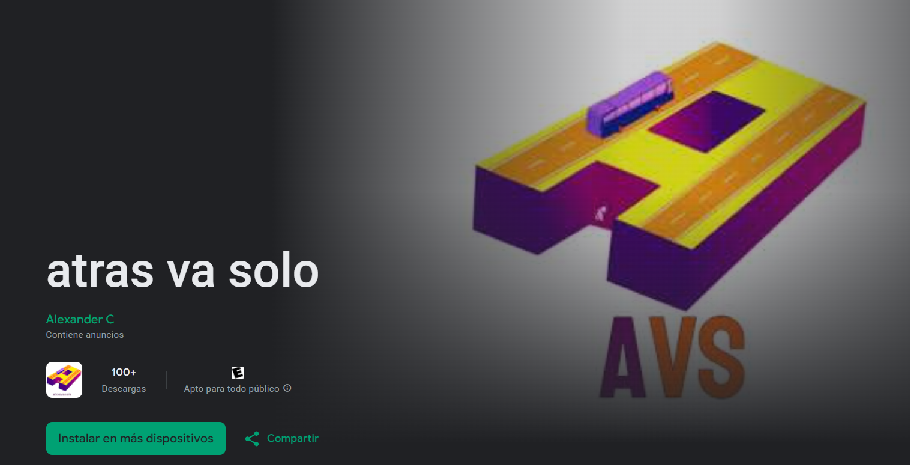 atras va solo
Alexander C
Contiene anuncios
100+
Descargas
E
Apto para todo público
Instalar en más dispositivos
Compartir
AVS